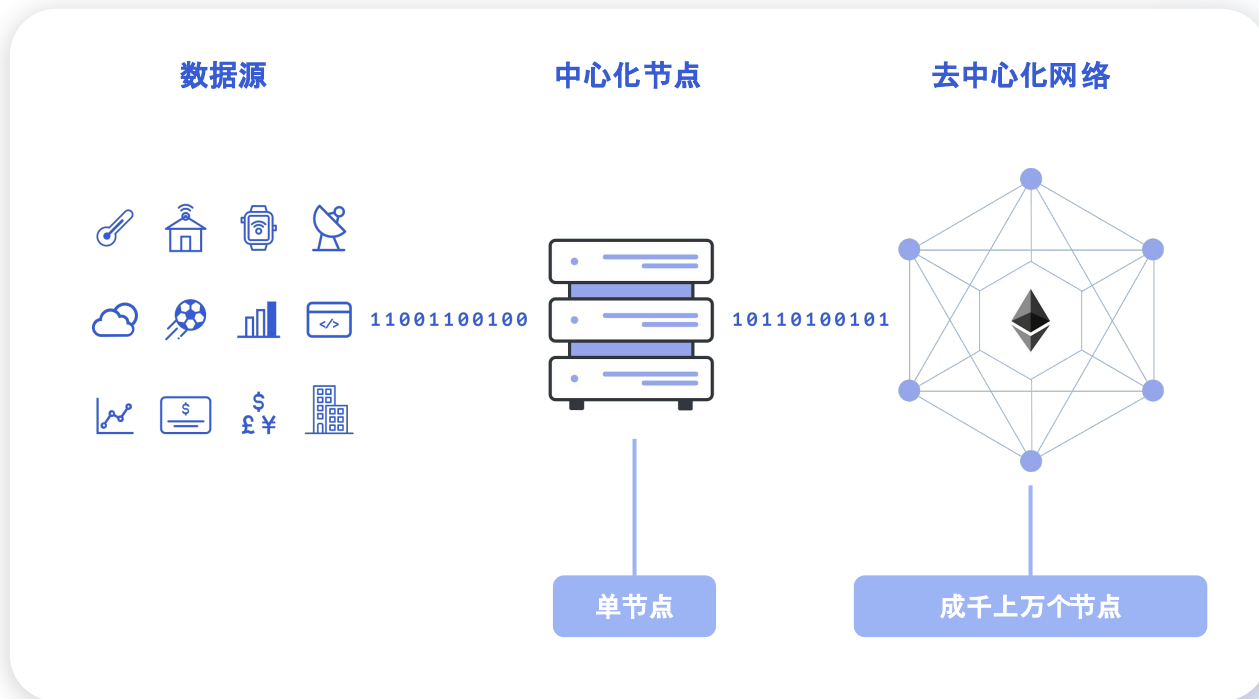 数据源
中心化节点
去中心化网络
11001100100
10110100101
</>
$
$
£ ¥
单节点
成千上万个节点